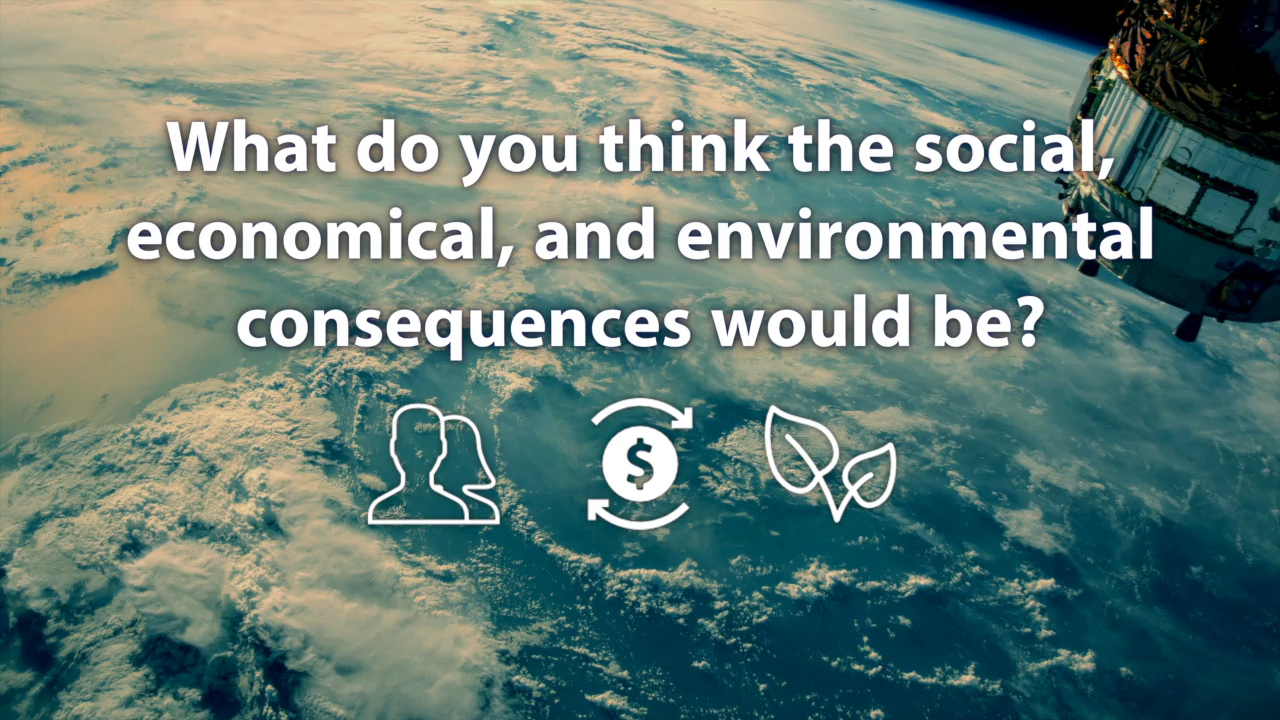 What do you think the social,
economical, and environmental
consequences would be?
$